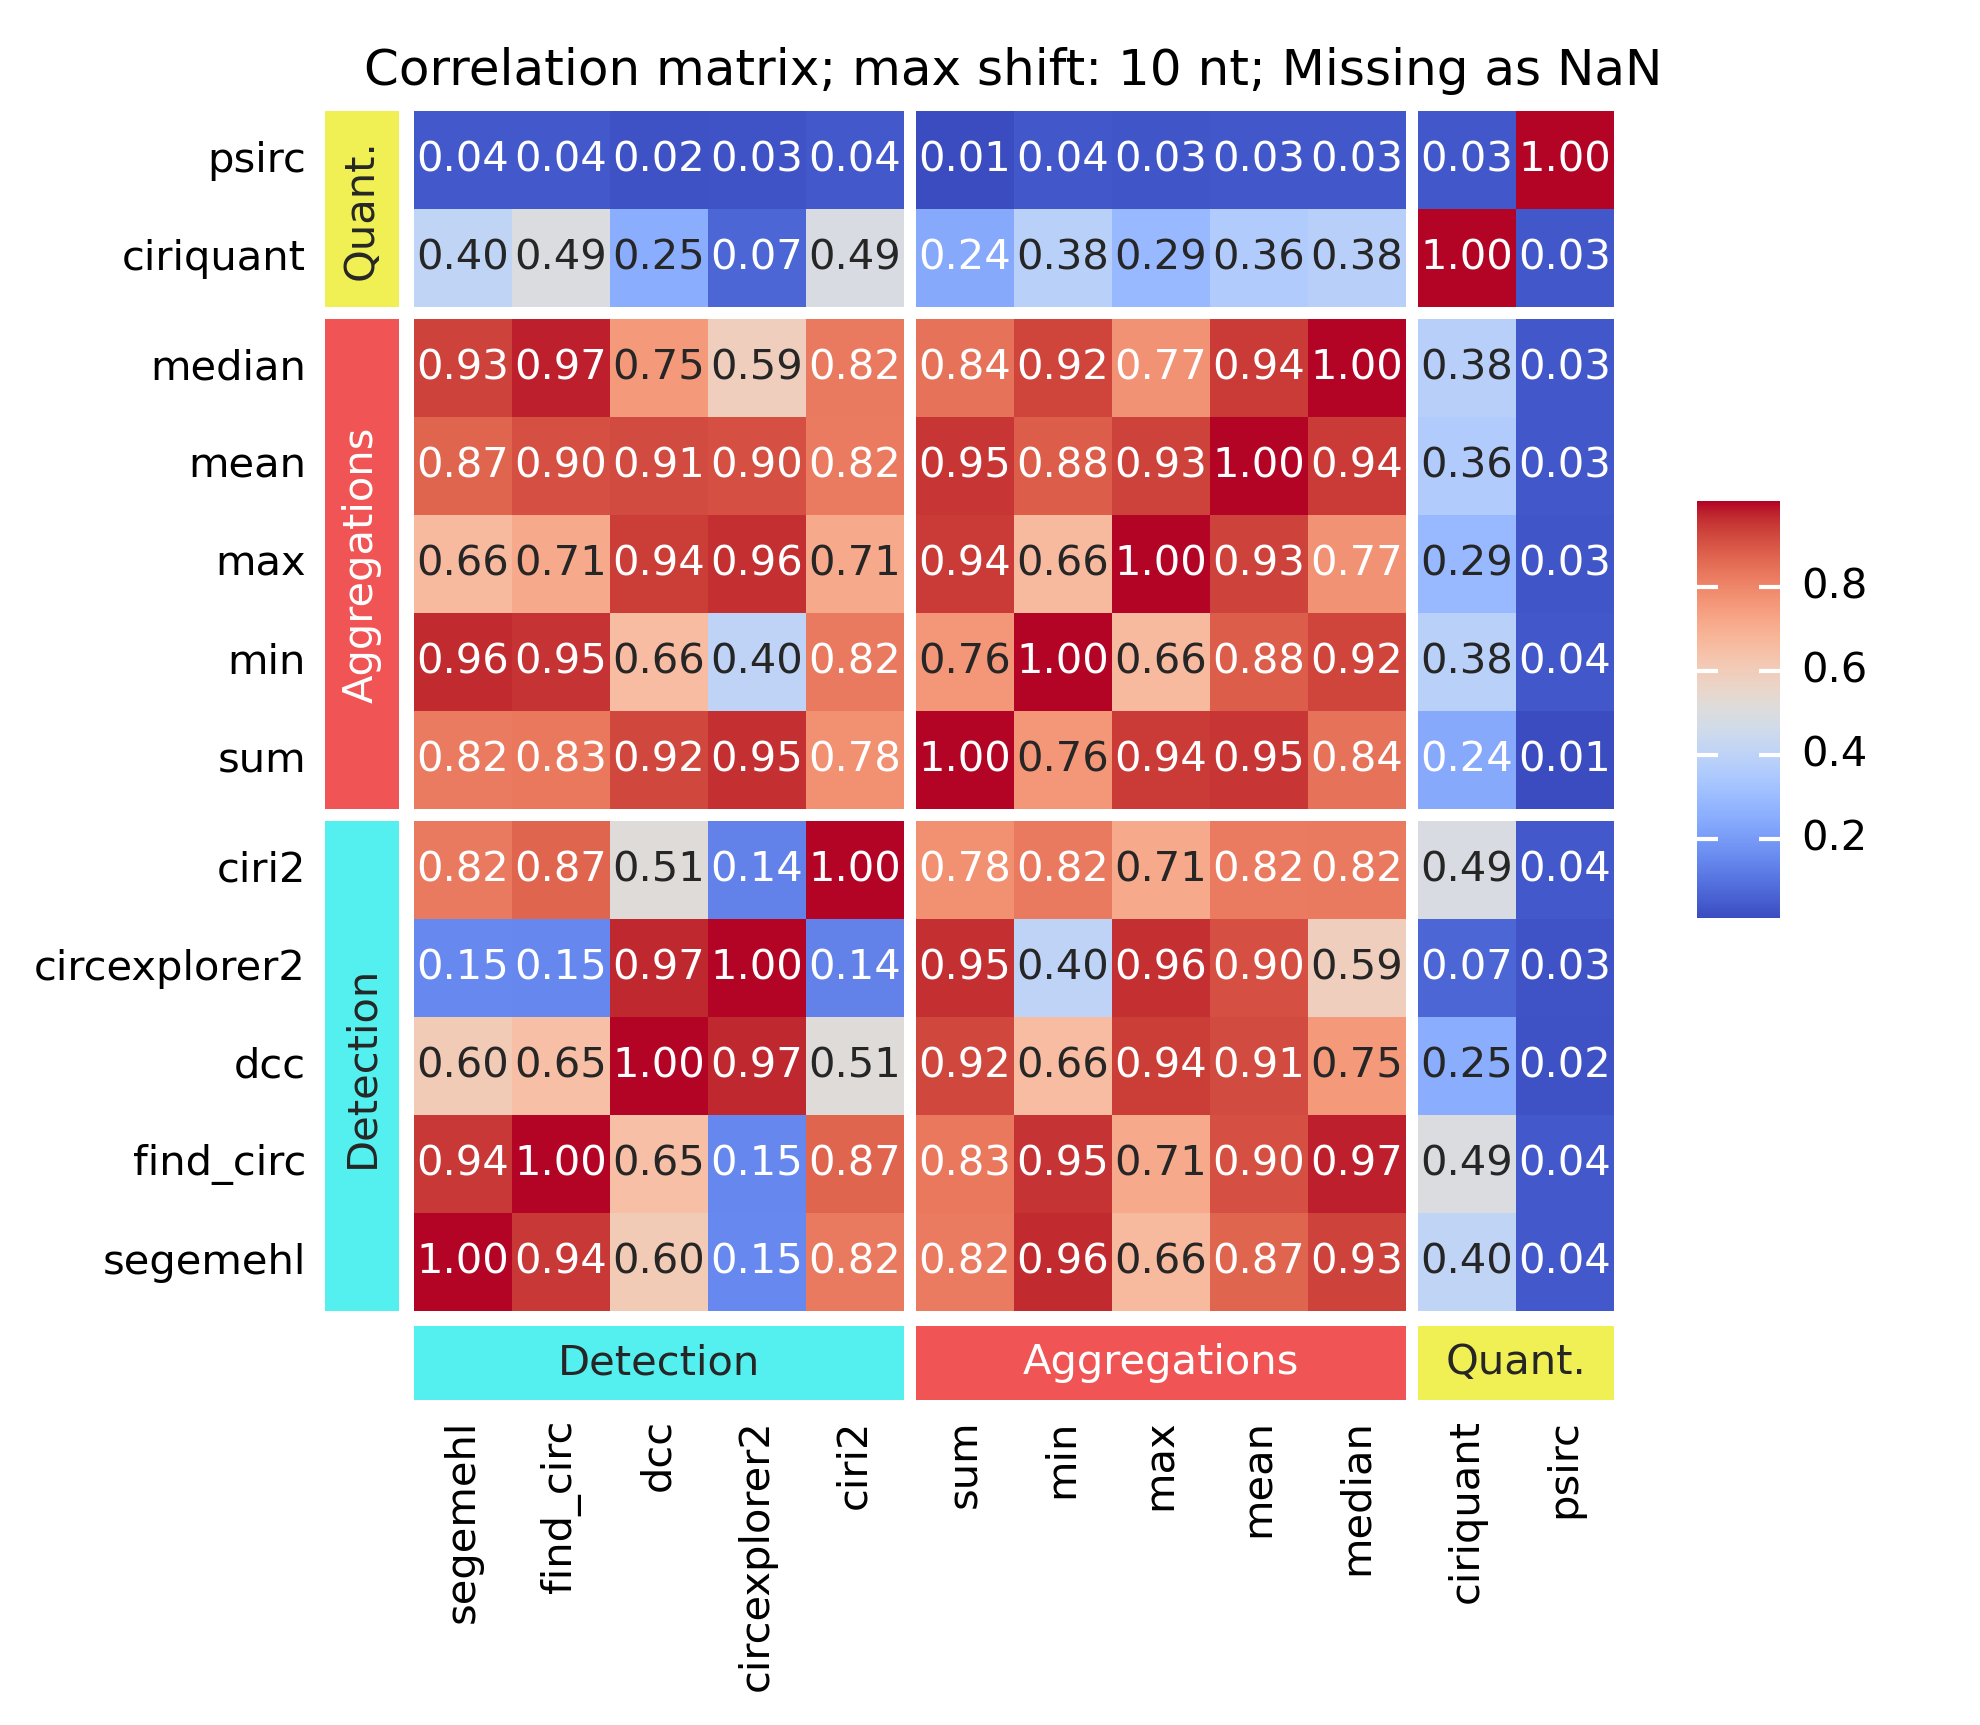 Correlation matrix; max shift: 10 nt; Missing as NaN
psirc 0.04 0.04 0.02 0.03 0.04 0.01 0.04 0.03 0.03 0.03 0.03 1.00
ciriquant 0.40 0.49 0.25 0.07 0.49 0.24 0.38 0.29 0.36 0.38 1.00 0.03
Quant.
median 0.93 0.97 0.75 0.59 0.82 0.84 0.92 0.77 0.94 1.00 0.38 0.03
mean 0.87 0.90 0.91 0.90 0.82 0.95 0.88 0.93 1.00 0.94 0.36 0.03
max 0.66 0.71 0.94 0.96 0.71 0.94 0.66 1.00 0.93 0.77 0.29 0.03
min 0.96 0.95 0.66 0.40 0.82 0.76 1.00 0.66 0.88 0.92 0.38 0.04
sum 0.82 0.83 0.92 0.95 0.78 1.00 0.76 0.94 0.95 0.84 0.24 0.01
Aggregations
ciri2 0.82 0.87 0.51 0.14 1.00 0.78 0.82 0.71 0.82 0.82 0.49 0.04
circexplorer2 0.15 0.15 0.97 1.00 0.14 0.95 0.40 0.96 0.90 0.59 0.07 0.03
dcc 0.60 0.65 1.00 0.97 0.51 0.92 0.66 0.94 0.91 0.75 0.25 0.02
find_circ 0.94 1.00 0.65 0.15 0.87 0.83 0.95 0.71 0.90 0.97 0.49 0.04
segemehl 1.00 0.94 0.60 0.15 0.82 0.82 0.96 0.66 0.87 0.93 0.40 0.04
Detection
Detection Aggregations Quant.
segemehl
find_circ
dcc
circexplorer2
ciri2
sum
min
max
mean
median
ciriquant
psirc
0.8
0.6
0.4
0.2